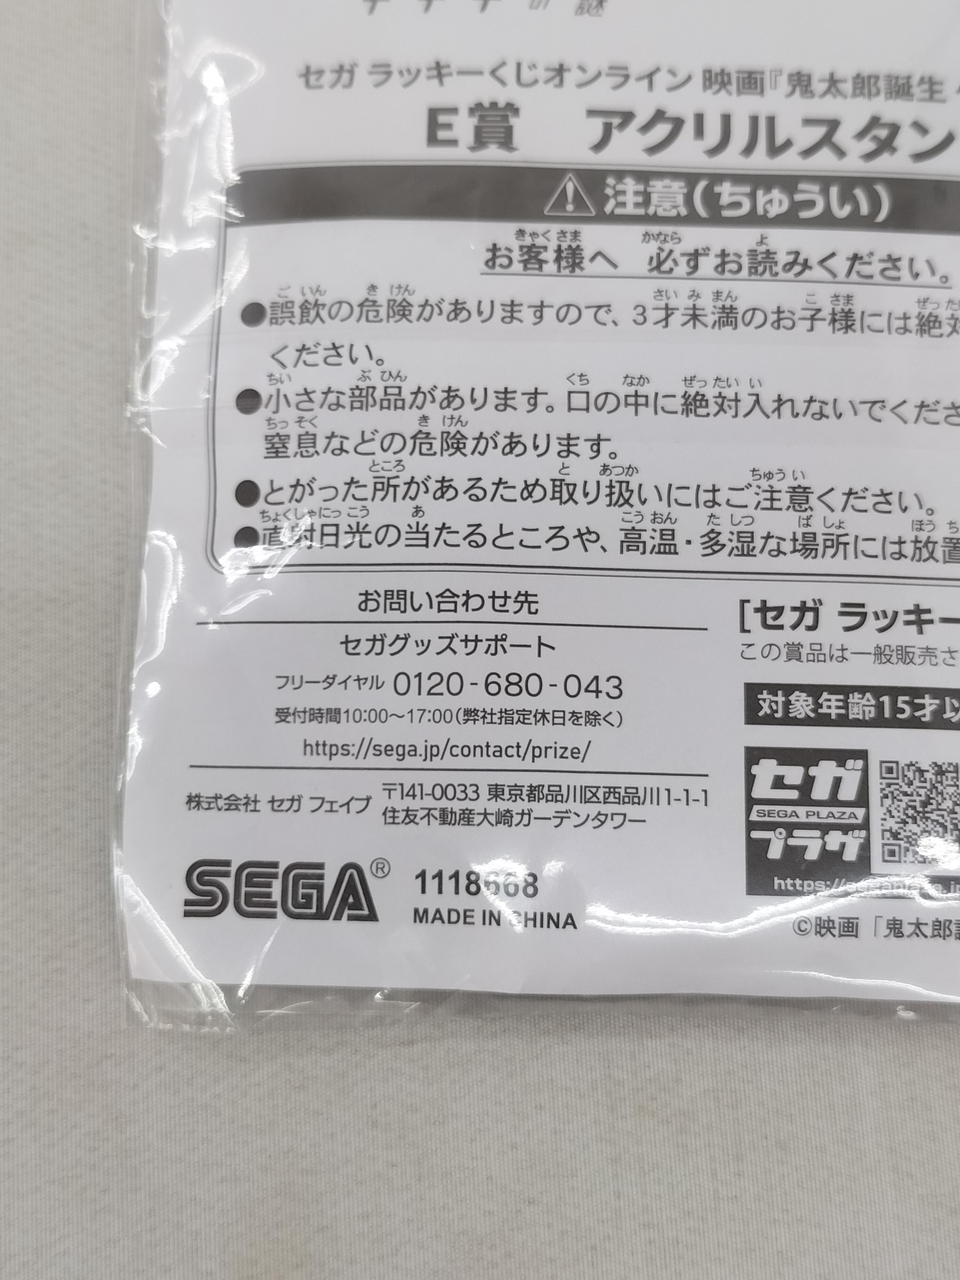 の謎
セガ ラッキーくじオンライン 映画『鬼太郎誕生
E賞 アクリルスタン
注意(ちゅうい)
お客様へ 必ずお読みください。
●誤飲の危険がありますので、3才未満のお子様には絶対
ください。
●小さな部品があります。口の中に絶対入れないでくださ
窒息などの危険があります。
●とがった所があるため取り扱いにはご注意ください。
●直射日光の当たるところや、高温・多湿な場所には放置
お問い合わせ先
セガグッズサポート
フリーダイヤル 0120-680-043
受付時間10:00〜17:00(弊社指定休日を除く)
https://sega.jp/contact/prize/
株式会社 セガ フェイブ
〒141-0033 東京都品川区西品川1-1-1
住友不動産大崎ガーデンタワー
SEGA®
1118668
MADE IN CHINA
[セガ ラッキー
この賞品は一般販売さ
対象年齢15才以
セガ
SEGA PLAZA
プラザ
https://segaplaza.jp
©映画「鬼太郎誕